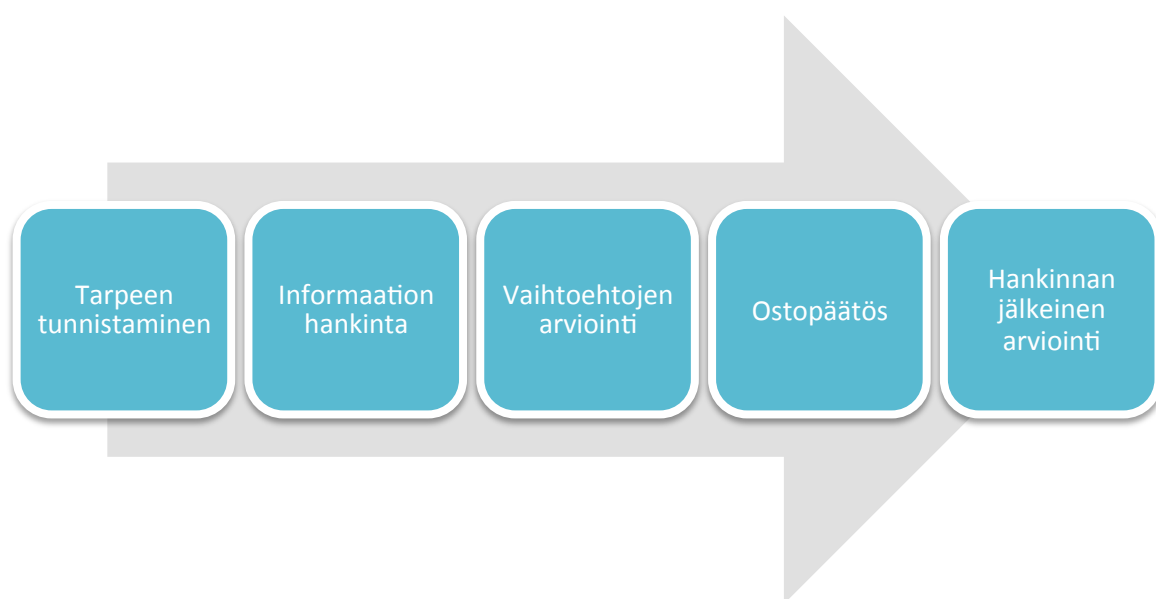 Tarpeen
tunnistaminen
Informaation
hankinta
Vaihtoehtojen
arviointi
Ostopäätös
Hankinnan
jälkeinen
arviointi